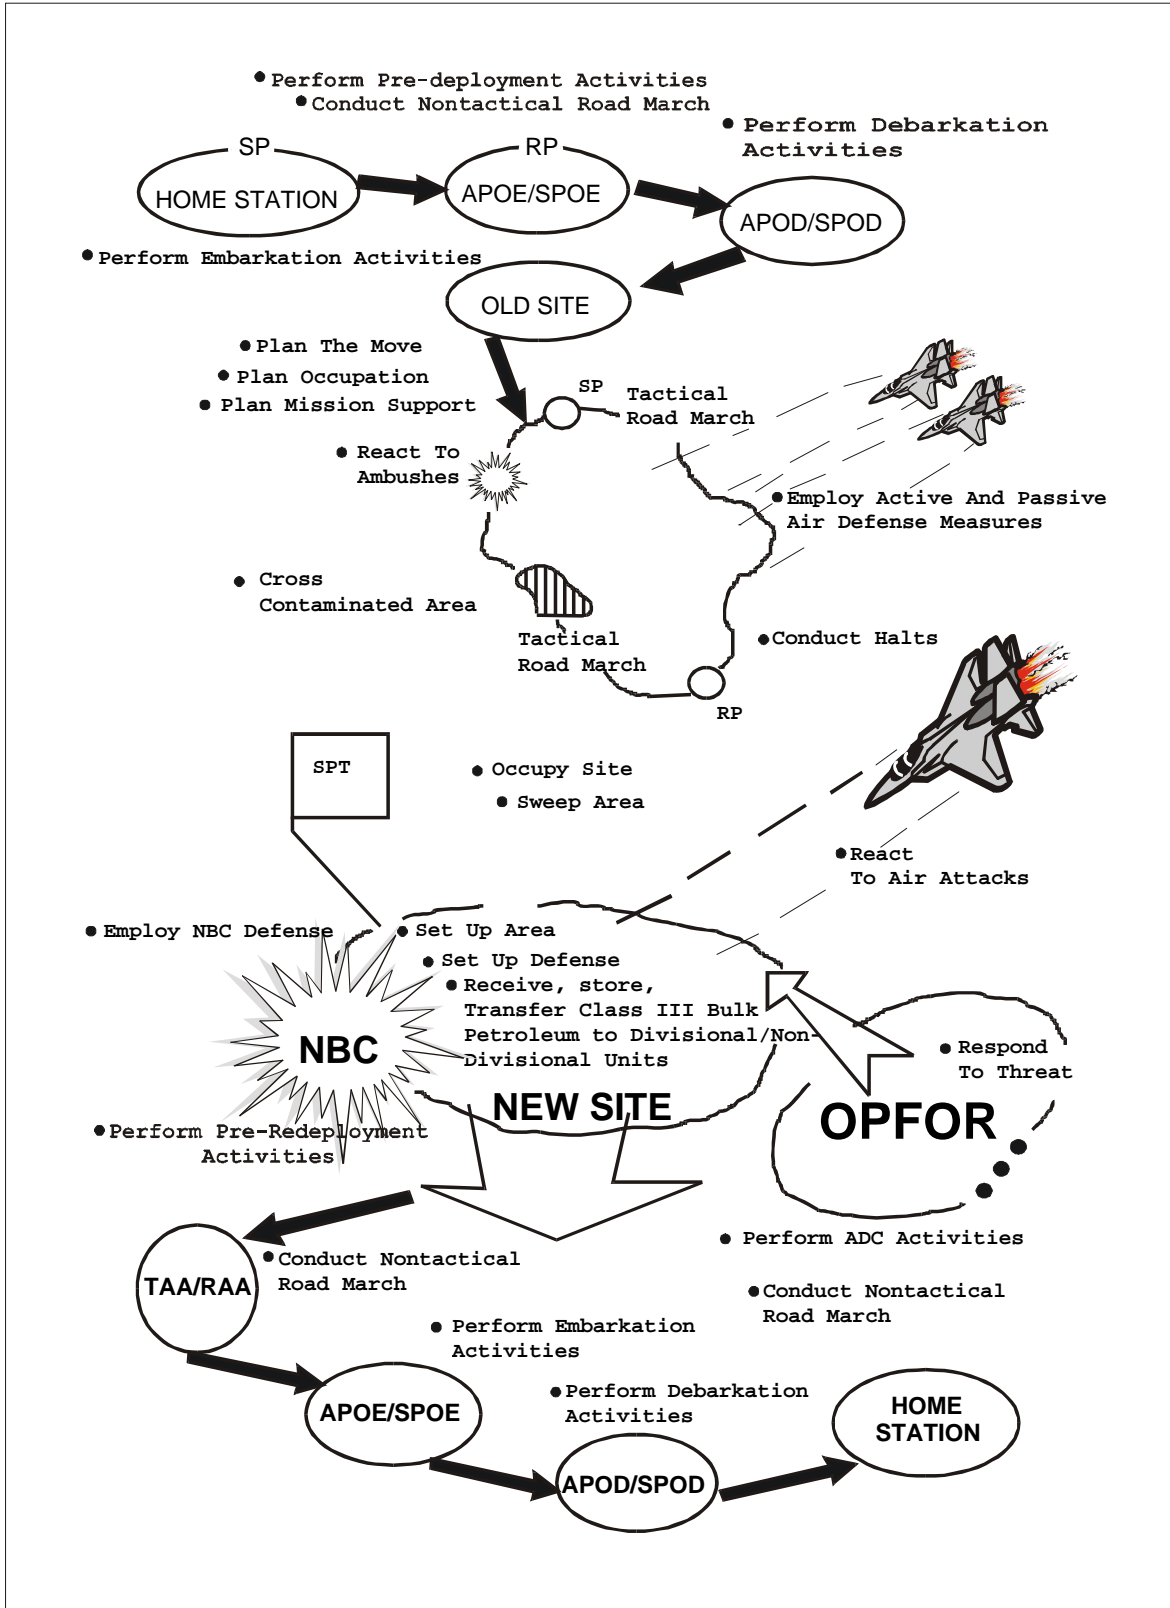 ● Perform Pre-deployment Activities
● Conduct Nontactical Road March
● Perform Debarkation
Activities
SP
HOME STATION
RP
APOE/SPOE
APOD/SPOD
● Perform Embarkation Activities
OLD SITE
● Plan The Move
● Plan Occupation
● Plan Mission Support
SP
Tactical
Road March
● React To
Ambushes
● Employ Active And Passive
Air Defense Measures
● Cross
Contaminated Area
Tactical
Road March
● Conduct Halts
RP
SPT
● Occupy Site
● Sweep Area
● React
To Air Attacks
● Employ NBC Defense
● Set Up Area
● Set Up Defense
● Receive, store,
Transfer Class III Bulk
Petroleum to Divisional/Non-
Divisional Units
NBC
NEW SITE
● Respond
To Threat
OPFOR
● Perform Pre-Redeployment
Activities
● Perform ADC Activities
● Conduct Nontactical
Road March
TAA/RAA
● Conduct Nontactical
Road March
● Perform Embarkation
Activities
APOE/SPOE
● Perform Debarkation
Activities
HOME
STATION
APOD/SPOD